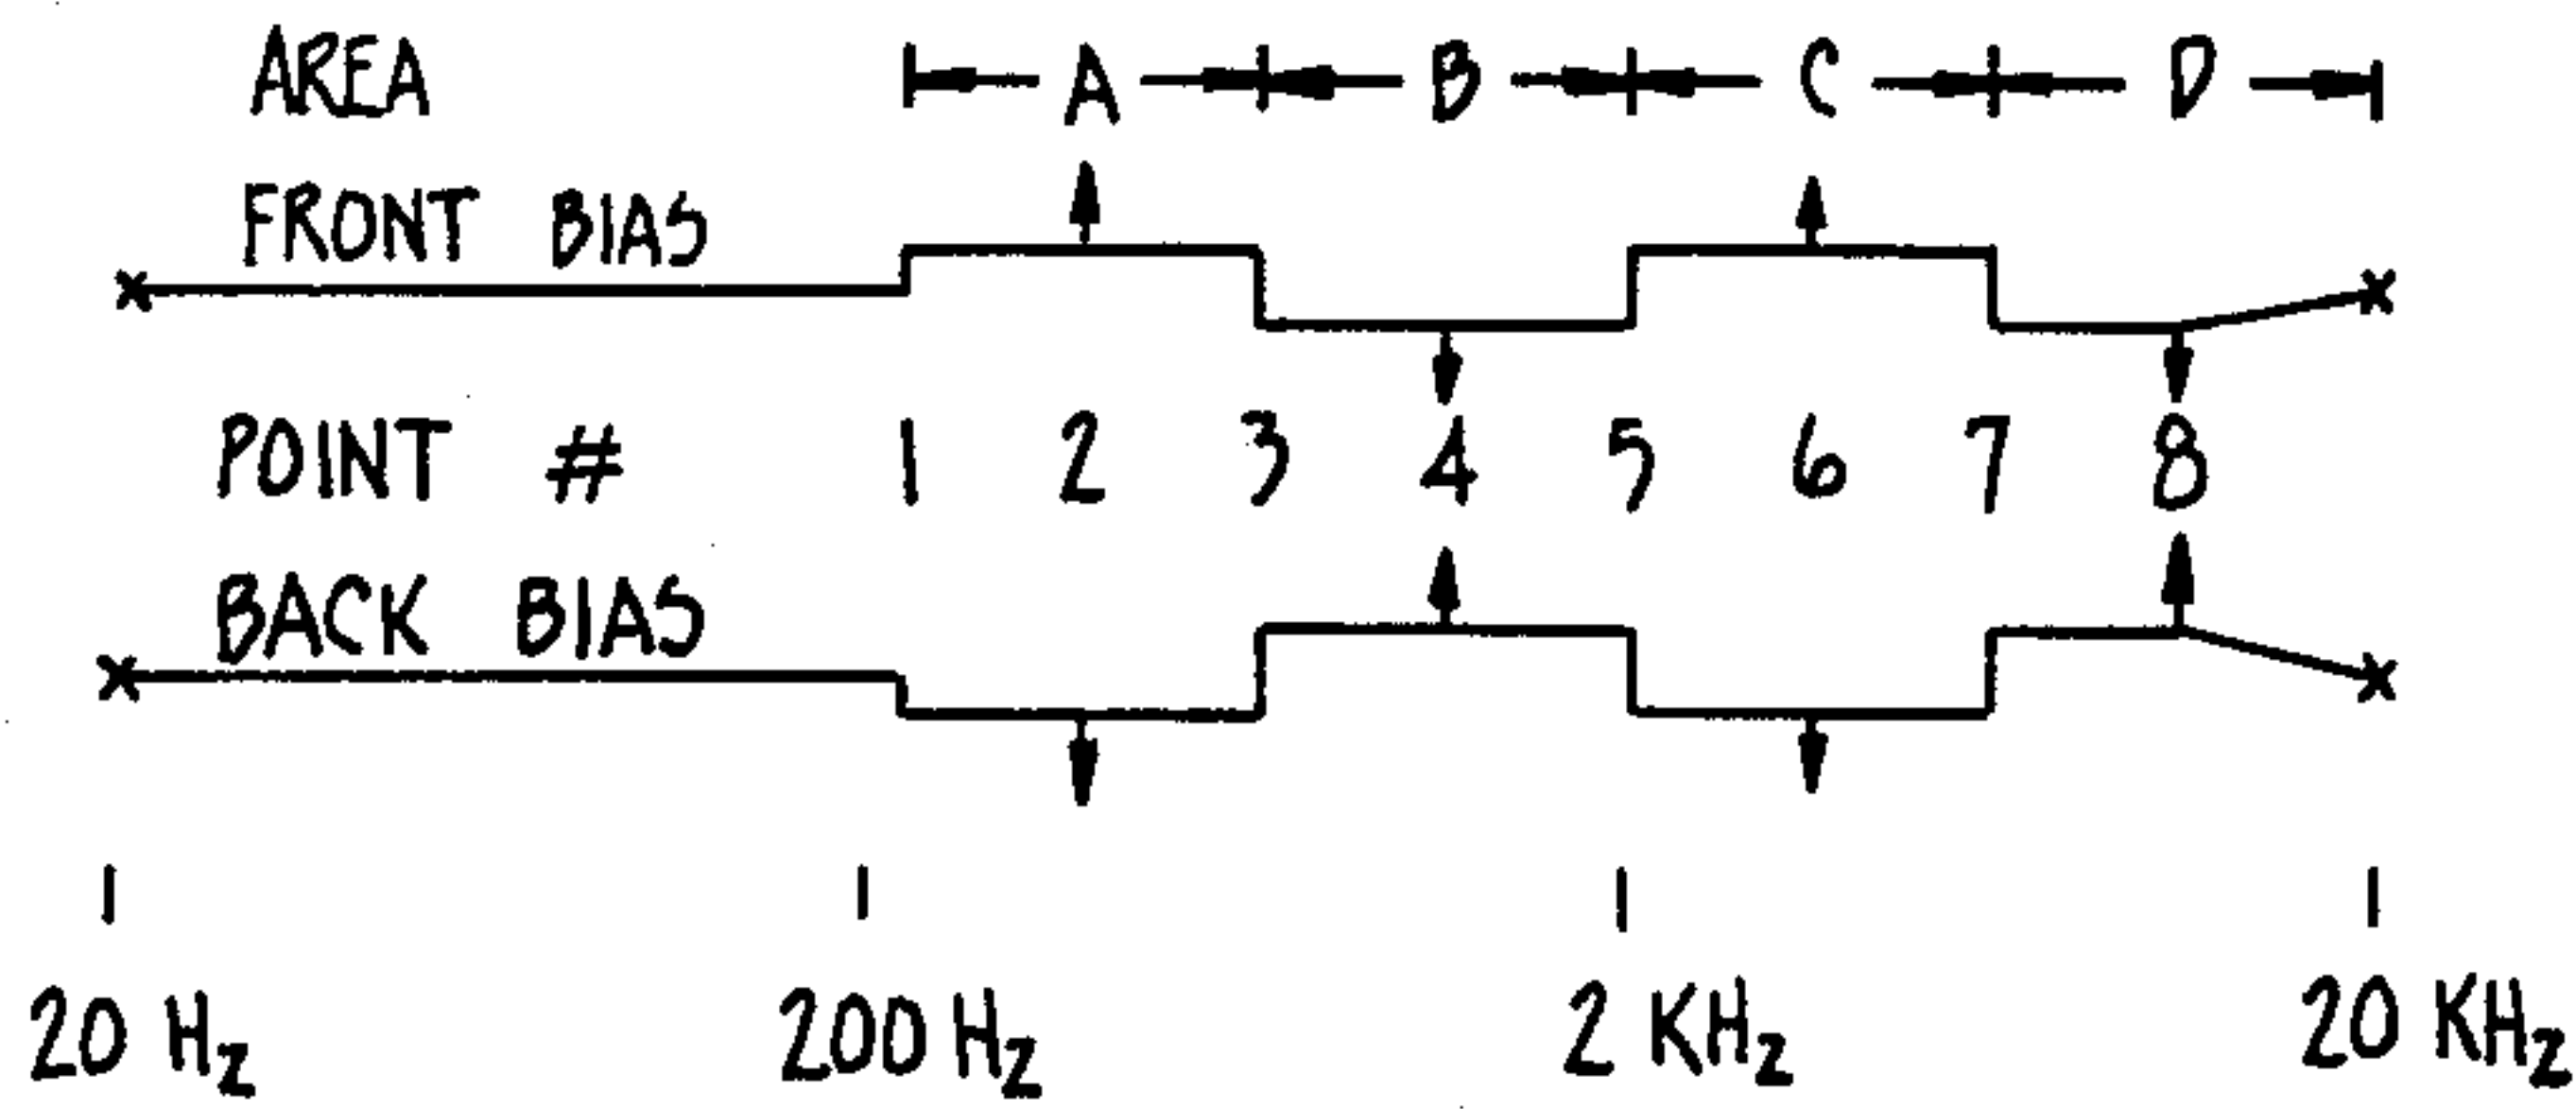 AREA A B C D
FRONT BIAS
POINT # 1 2 3 4 5 6 7 8
BACK BIAS
20 Hz 200 Hz 2 KHz 20 KHz